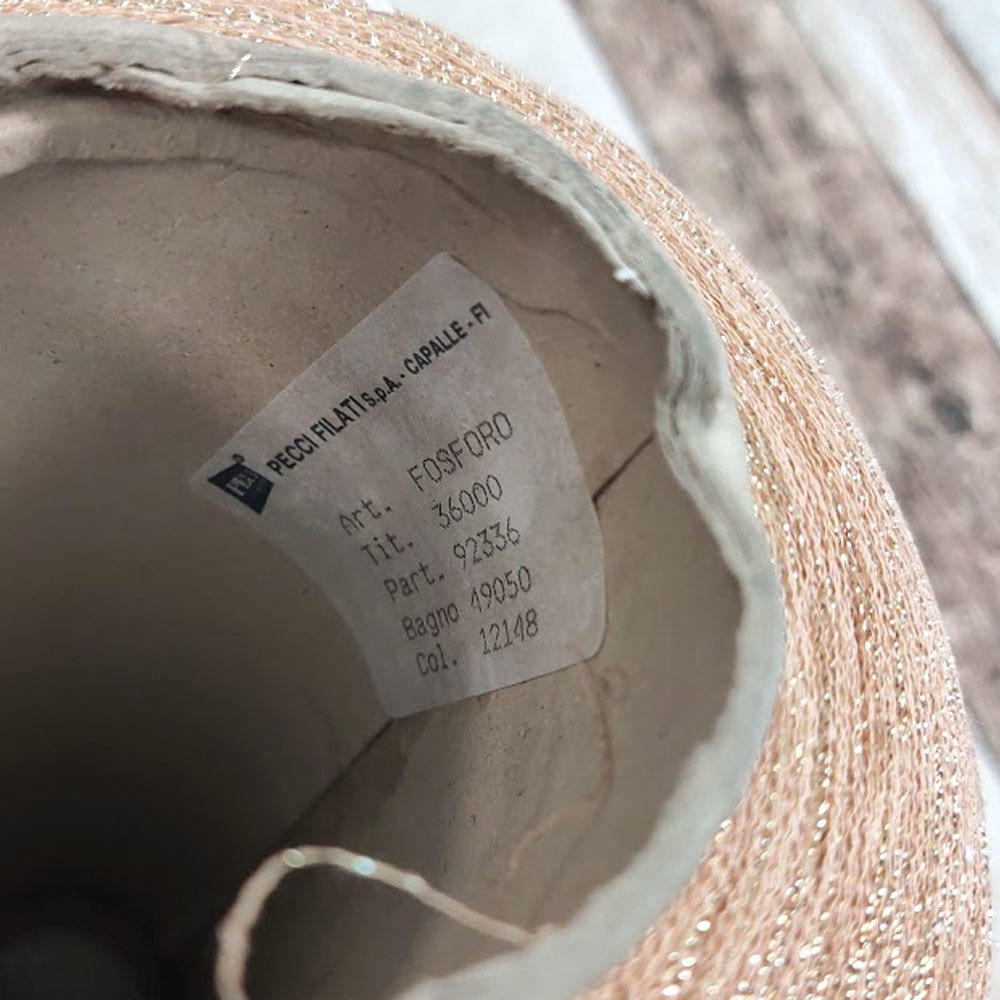 PECCI FILATI s.p.A. - CAPALLE - FI
Art. FOSFORO
Tit. 36000
Part. 92336
Bagno 49050
Col. 12148